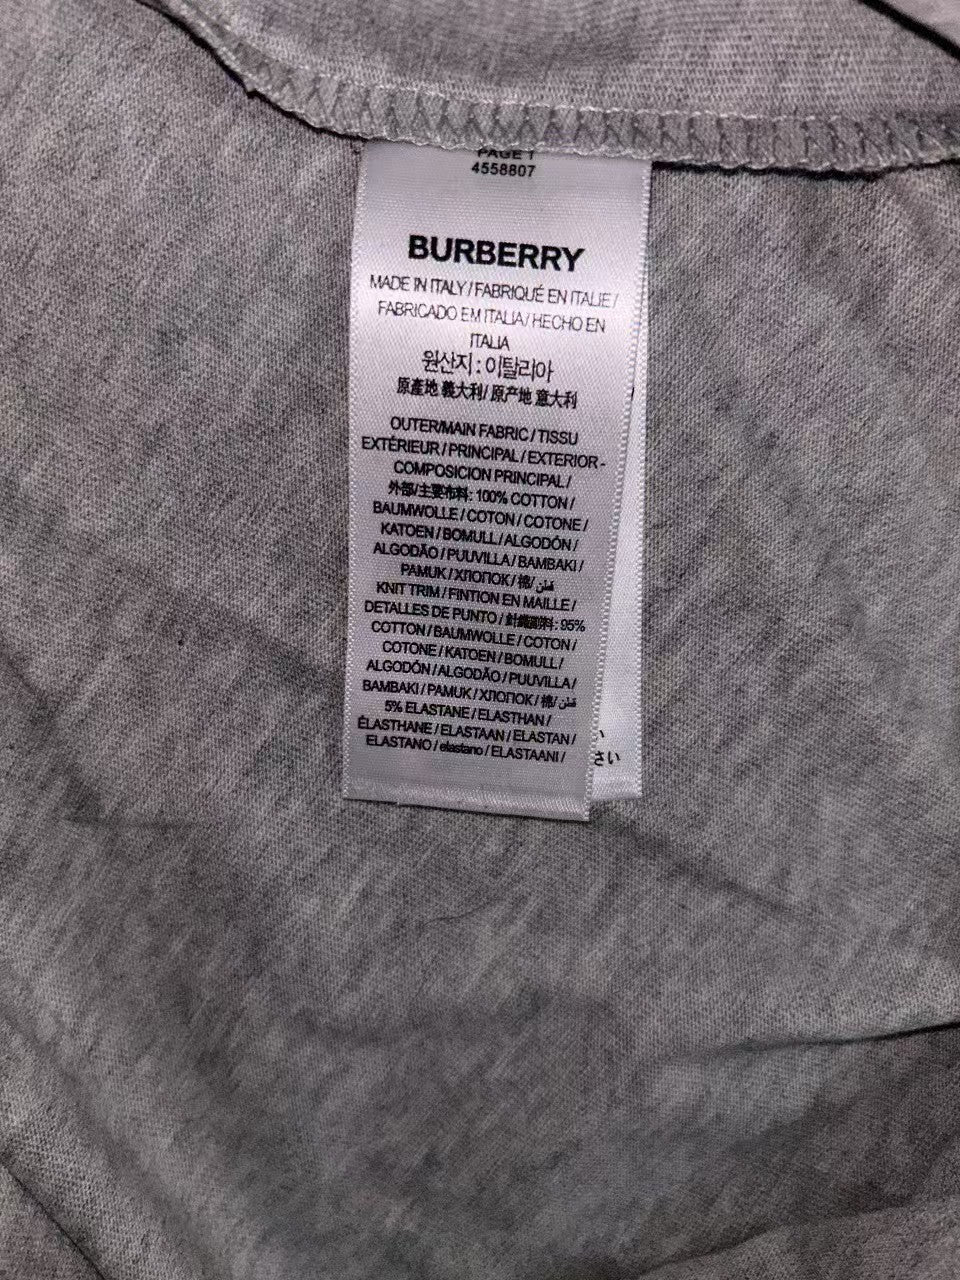 PAGE 1
4558807
BURBERRY
MADE IN ITALY / FABRIQUÉ EN ITALIE /
FABRICADO EM ITALIA / HECHO EN
ITALIA
원산지 : 이탈리아
原產地 義大利/ 原产地 意大利
OUTER/MAIN FABRIC / TISSU
EXTÉRIEUR / PRINCIPAL / EXTERIOR -
COMPOSICION PRINCIPAL /
外部/主要布料: 100% COTTON /
BAUMWOLLE / COTON / COTONE /
KATOEN / BOMULL / ALGODÓN /
ALGODÃO / PUUVILLA / BAMBAKI /
PAMUK / ХЛОПОК / 棉/ قطن /
KNIT TRIM / FINTION EN MAILLE /
DETALLES DE PUNTO / 針織副料: 95%
COTTON / BAUMWOLLE / COTON /
COTONE / KATOEN / BOMULL /
ALGODÓN / ALGODÃO / PUUVILLA /
BAMBAKI / PAMUK / ХЛОПОК / 棉/ قطن
5% ELASTANE / ELASTHAN /
ÉLASTHANE / ELASTAAN / ELASTAN /
ELASTANO / elastano / ELASTAANI /
さい